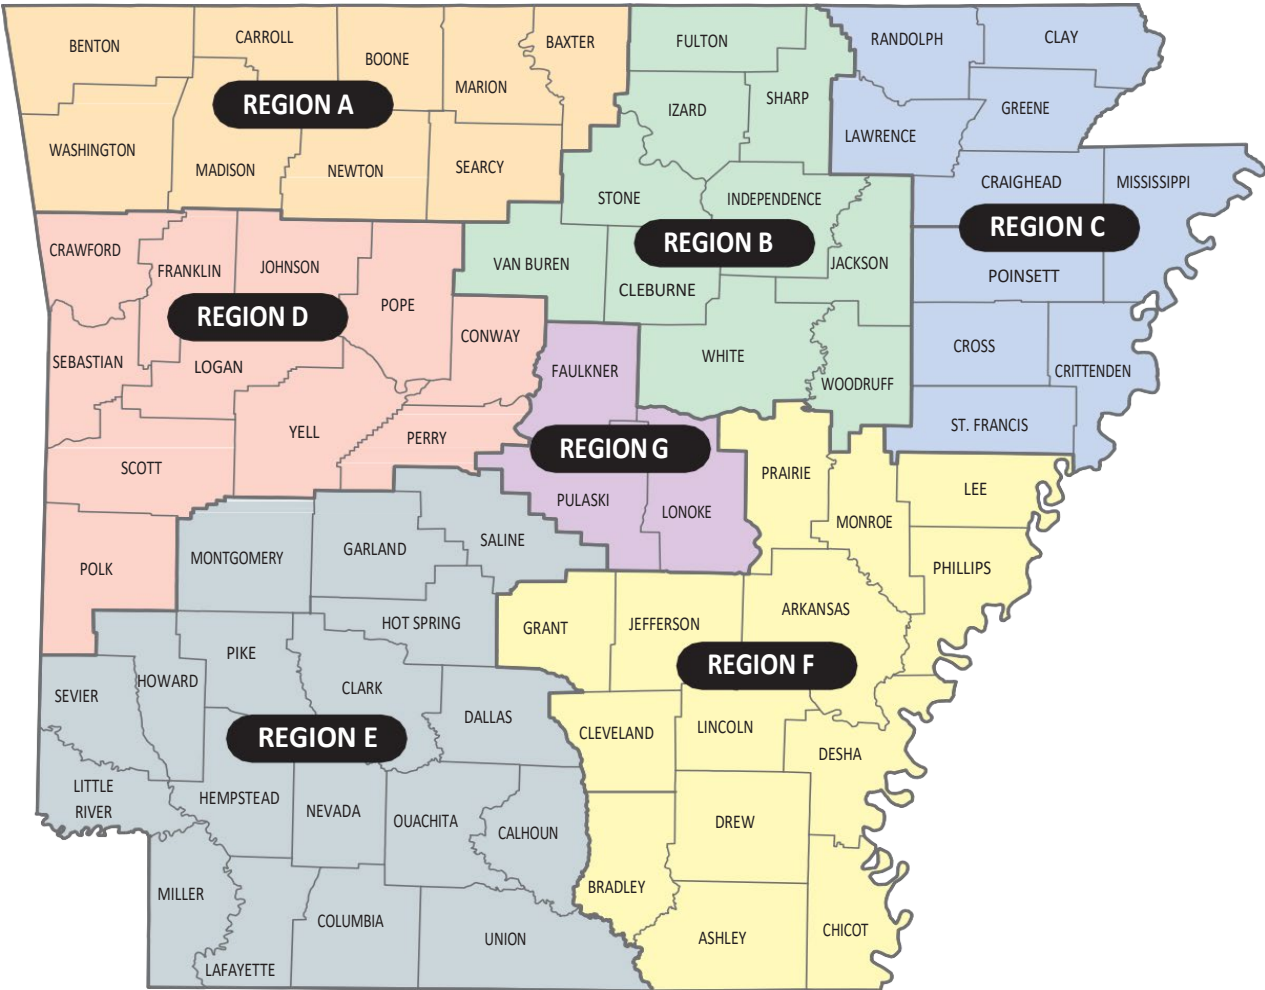 BENTON
CARROLL
BOONE
MARION
BAXTER
REGION A
WASHINGTON
MADISON
NEWTON
SEARCY
FULTON
IZARD
SHARP
STONE
INDEPENDENCE
REGION B
VAN BUREN
CLEBURNE
JACKSON
WHITE
WOODRUFF
RANDOLPH
CLAY
GREENE
LAWRENCE
CRAIGHEAD
MISSISSIPPI
REGION C
POINSETT
CROSS
CRITTENDEN
ST. FRANCIS
CRAWFORD
FRANKLIN
JOHNSON
POPE
REGION D
CONWAY
SEBASTIAN
LOGAN
YELL
PERRY
SCOTT
POLK
FAULKNER
REGION G
PULASKI
LONOKE
MONTGOMERY
GARLAND
SALINE
HOT SPRING
PIKE
HOWARD
SEVIER
CLARK
DALLAS
REGION E
LITTLE
RIVER
HEMPSTEAD
NEVADA
OUACHITA
CALHOUN
MILLER
LAFAYETTE
COLUMBIA
UNION
PRAIRIE
MONROE
LEE
PHILLIPS
GRANT
JEFFERSON
ARKANSAS
REGION F
CLEVELAND
LINCOLN
DESHA
DREW
BRADLEY
ASHLEY
CHICOT